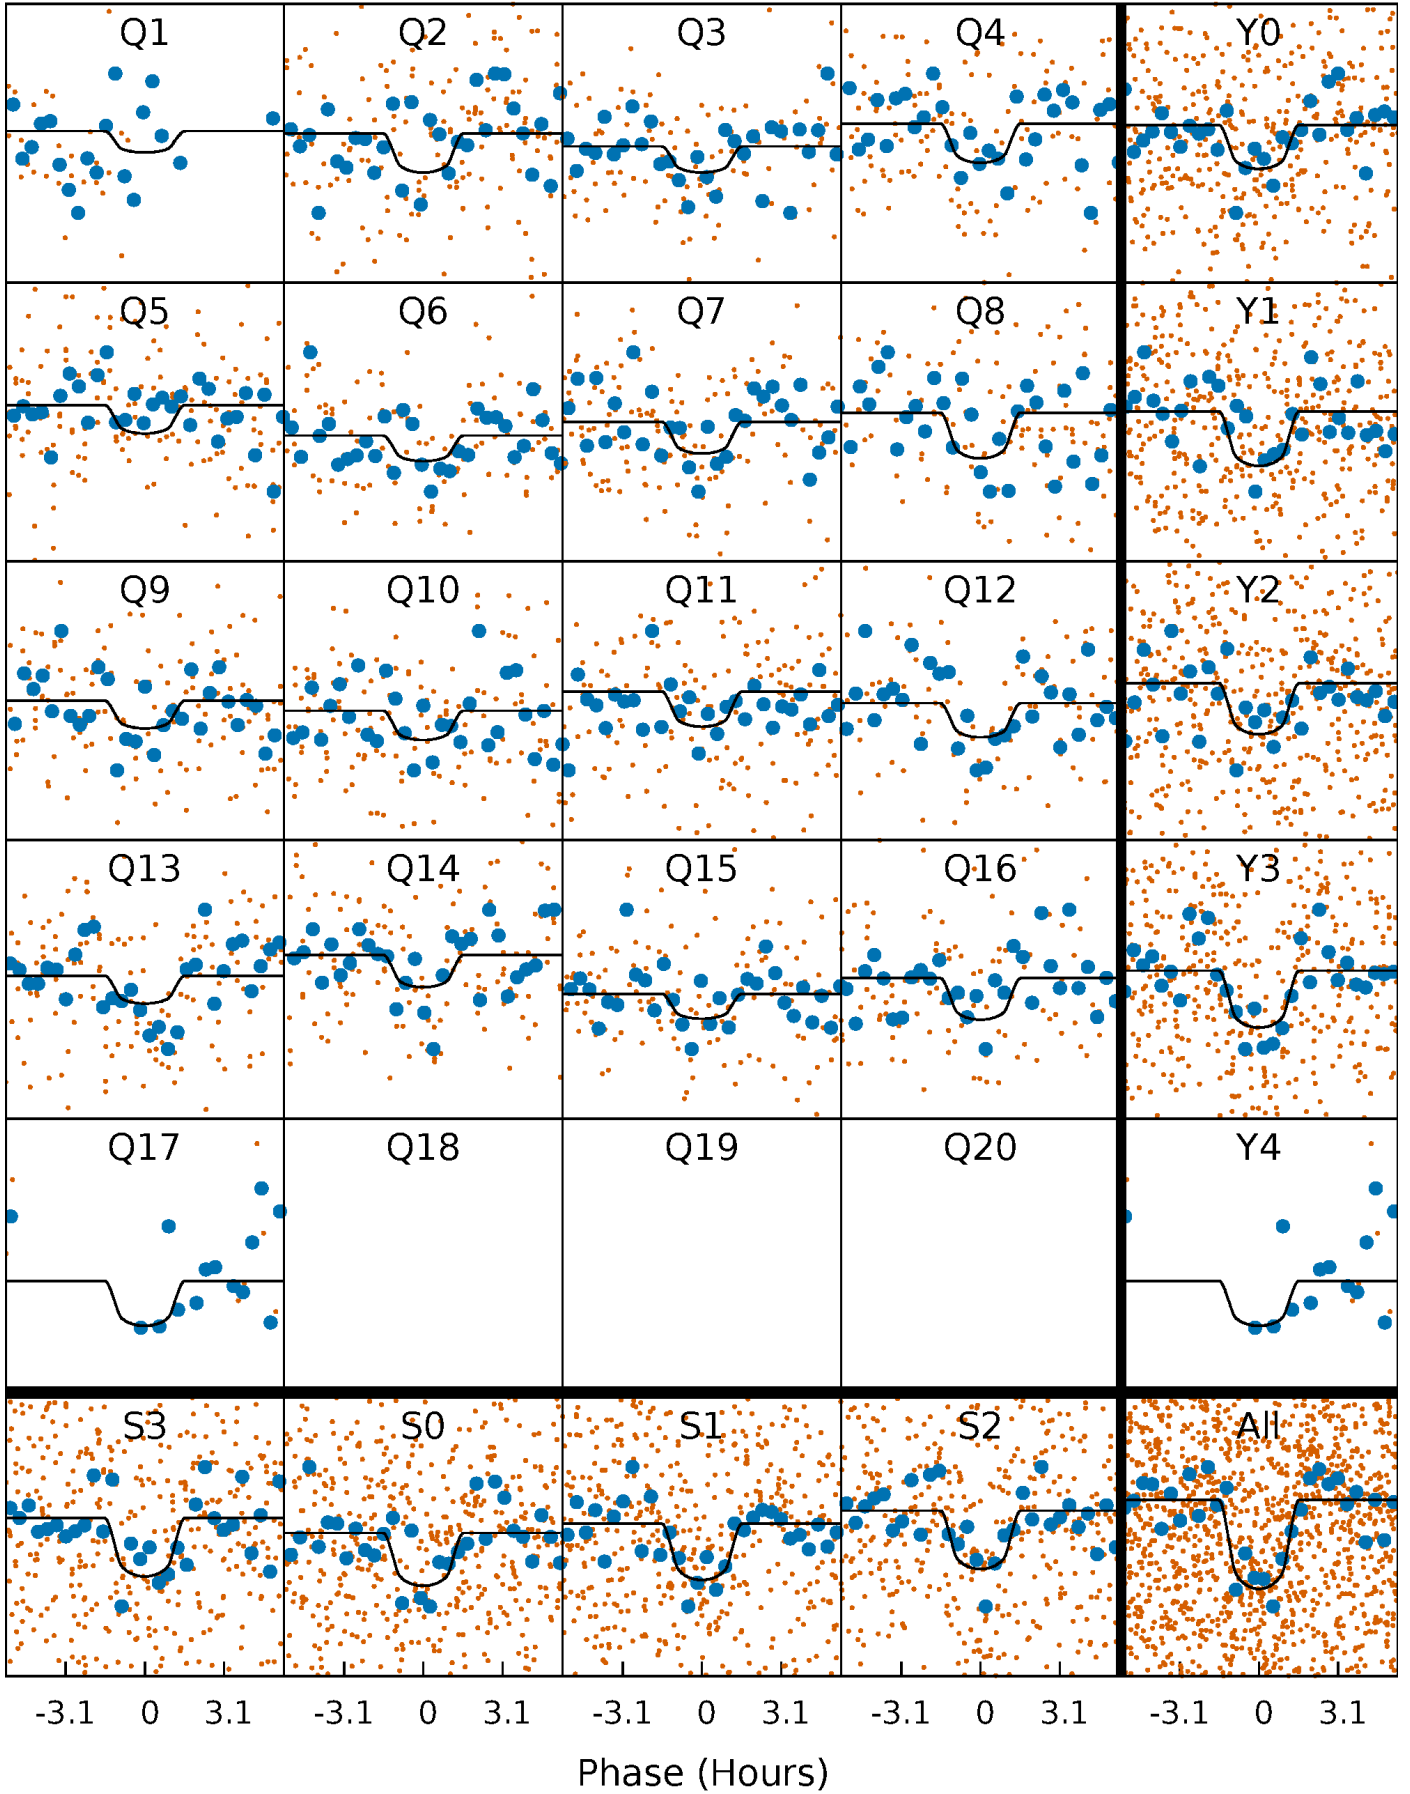 Q1 Q2 Q3 Q4 Y0
Q5 Q6 Q7 Q8 Y1
Q9 Q10 Q11 Q12 Y2
Q13 Q14 Q15 Q16 Y3
Q17 Q18 Q19 Q20 Y4
S3 S0 S1 S2 All
-3.1 0 3.1 -3.1 0 3.1 -3.1 0 3.1 -3.1 0 3.1 -3.1 0 3.1
Phase (Hours)